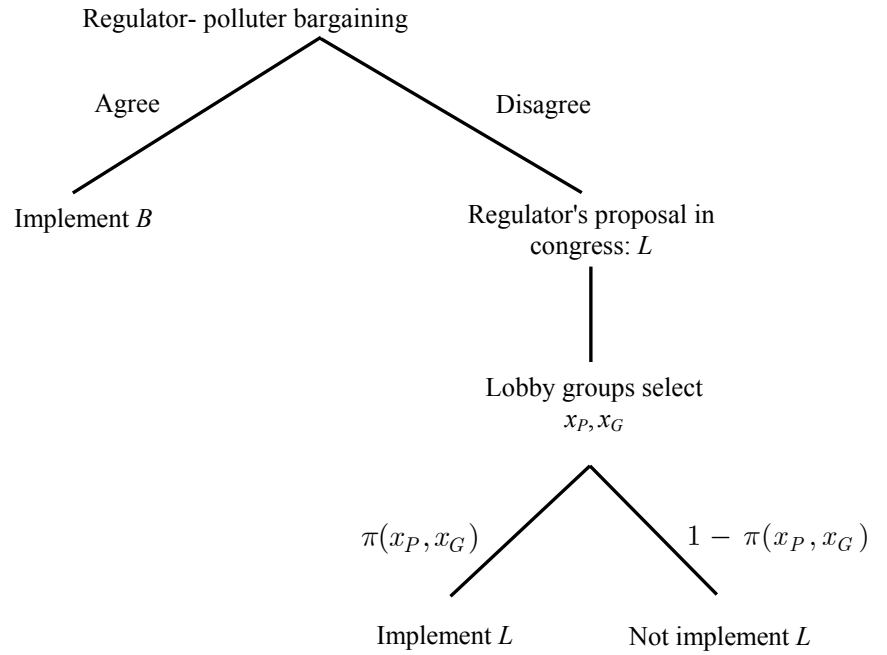 Regulator- polluter bargaining
Agree
Disagree
Implement B
Regulator's proposal in
congress: L
Lobby groups select
x_P, x_G
π(x_P, x_G)
1 − π(x_P, x_G)
Implement L
Not implement L